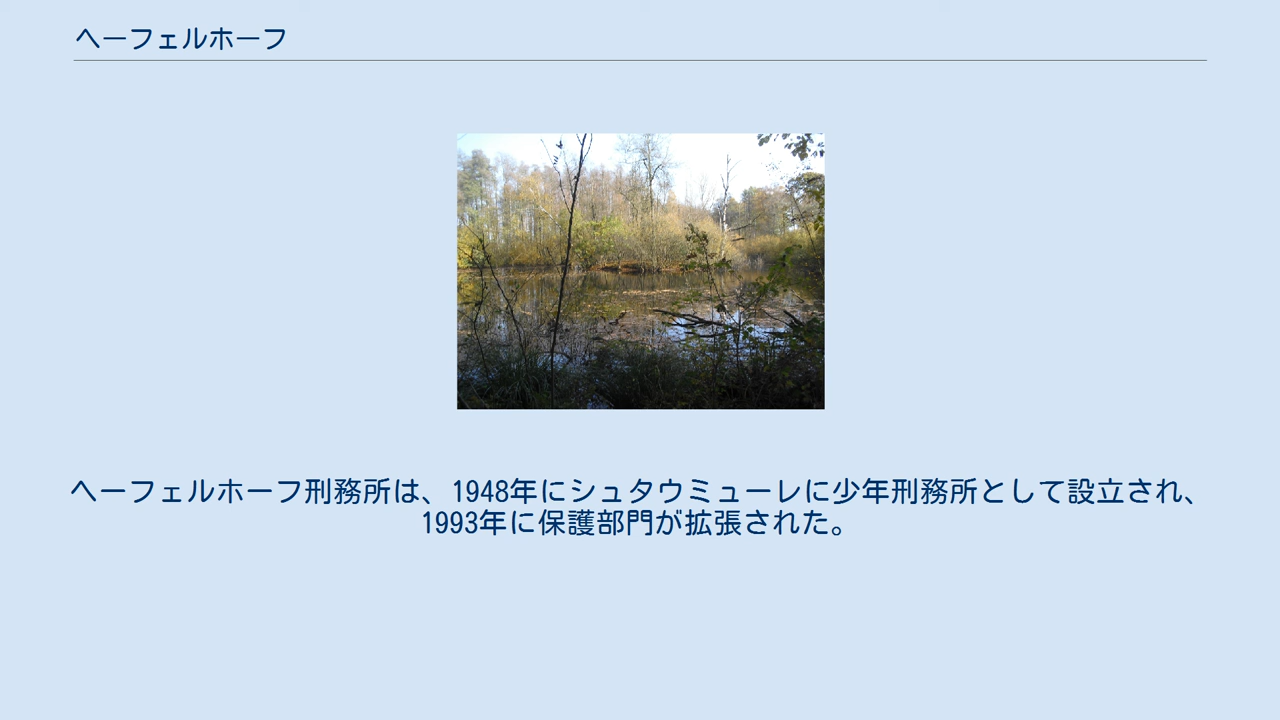 ヘーフェルホーフ
ヘーフェルホーフ刑務所は、1948年にシュタウミューレに少年刑務所として設立され、
1993年に保護部門が拡張された。